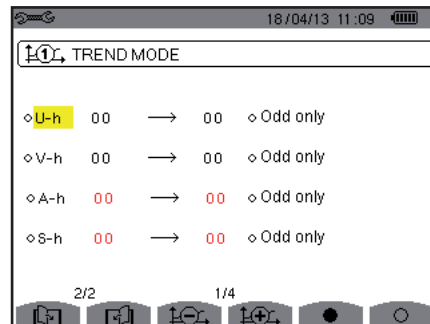 18/04/13 11:09
1 TREND MODE
U-h 00 → 00 Odd only
V-h 00 → 00 Odd only
A-h 00 → 00 Odd only
S-h 00 → 00 Odd only
2/2 1/4